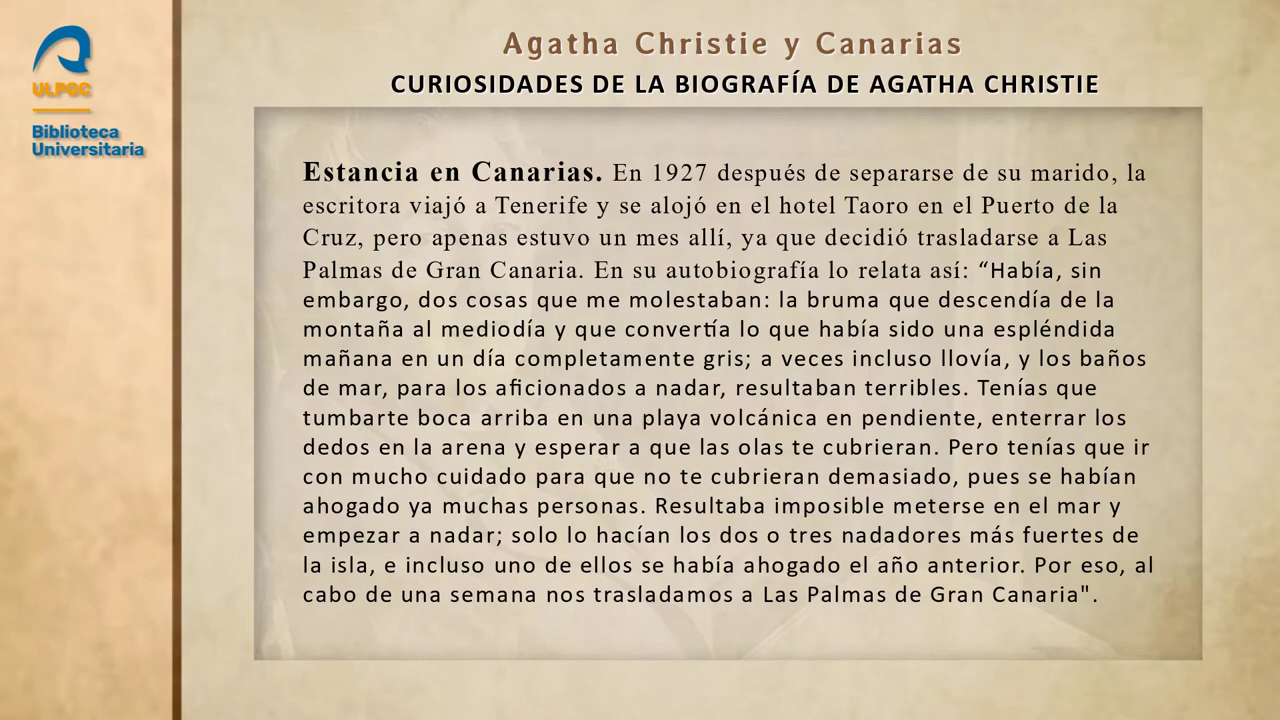 ULPGC
Biblioteca
Universitaria
Agatha Christie y Canarias
CURIOSIDADES DE LA BIOGRAFÍA DE AGATHA CHRISTIE
Estancia en Canarias. En 1927 después de separarse de su marido, la
escritora viajó a Tenerife y se alojó en el hotel Taoro en el Puerto de la
Cruz, pero apenas estuvo un mes allí, ya que decidió trasladarse a Las
Palmas de Gran Canaria. En su autobiografía lo relata así: “Había, sin
embargo, dos cosas que me molestaban: la bruma que descendía de la
montaña al mediodía y que convertía lo que había sido una espléndida
mañana en un día completamente gris; a veces incluso llovía, y los baños
de mar, para los aficionados a nadar, resultaban terribles. Tenías que
tumbarte boca arriba en una playa volcánica en pendiente, enterrar los
dedos en la arena y esperar a que las olas te cubrieran. Pero tenías que ir
con mucho cuidado para que no te cubrieran demasiado, pues se habían
ahogado ya muchas personas. Resultaba imposible meterse en el mar y
empezar a nadar; solo lo hacían los dos o tres nadadores más fuertes de
la isla, e incluso uno de ellos se había ahogado el año anterior. Por eso, al
cabo de una semana nos trasladamos a Las Palmas de Gran Canaria".